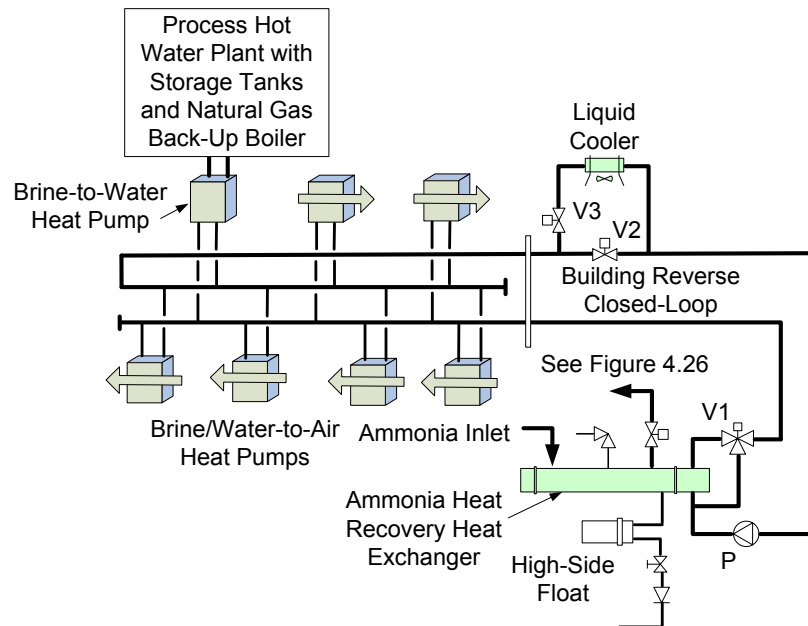 Process Hot
Water Plant with
Storage Tanks
and Natural Gas
Back-Up Boiler
Liquid
Cooler
Brine-to-Water
Heat Pump
V3
V2
Building Reverse
Closed-Loop
See Figure 4.26
V1
Brine/Water-to-Air
Heat Pumps
Ammonia Inlet
Ammonia Heat
Recovery Heat
Exchanger
High-Side
Float
P